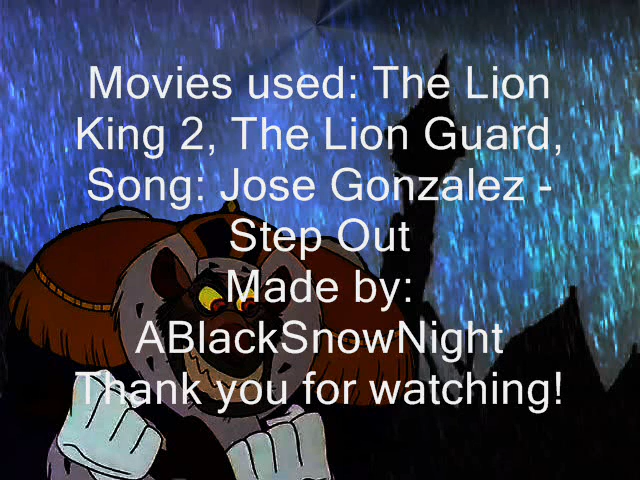 Movies used: The Lion
King 2, The Lion Guard,
Song: Jose Gonzalez -
Step Out
Made by:
ABlackSnowNight
Thank you for watching!